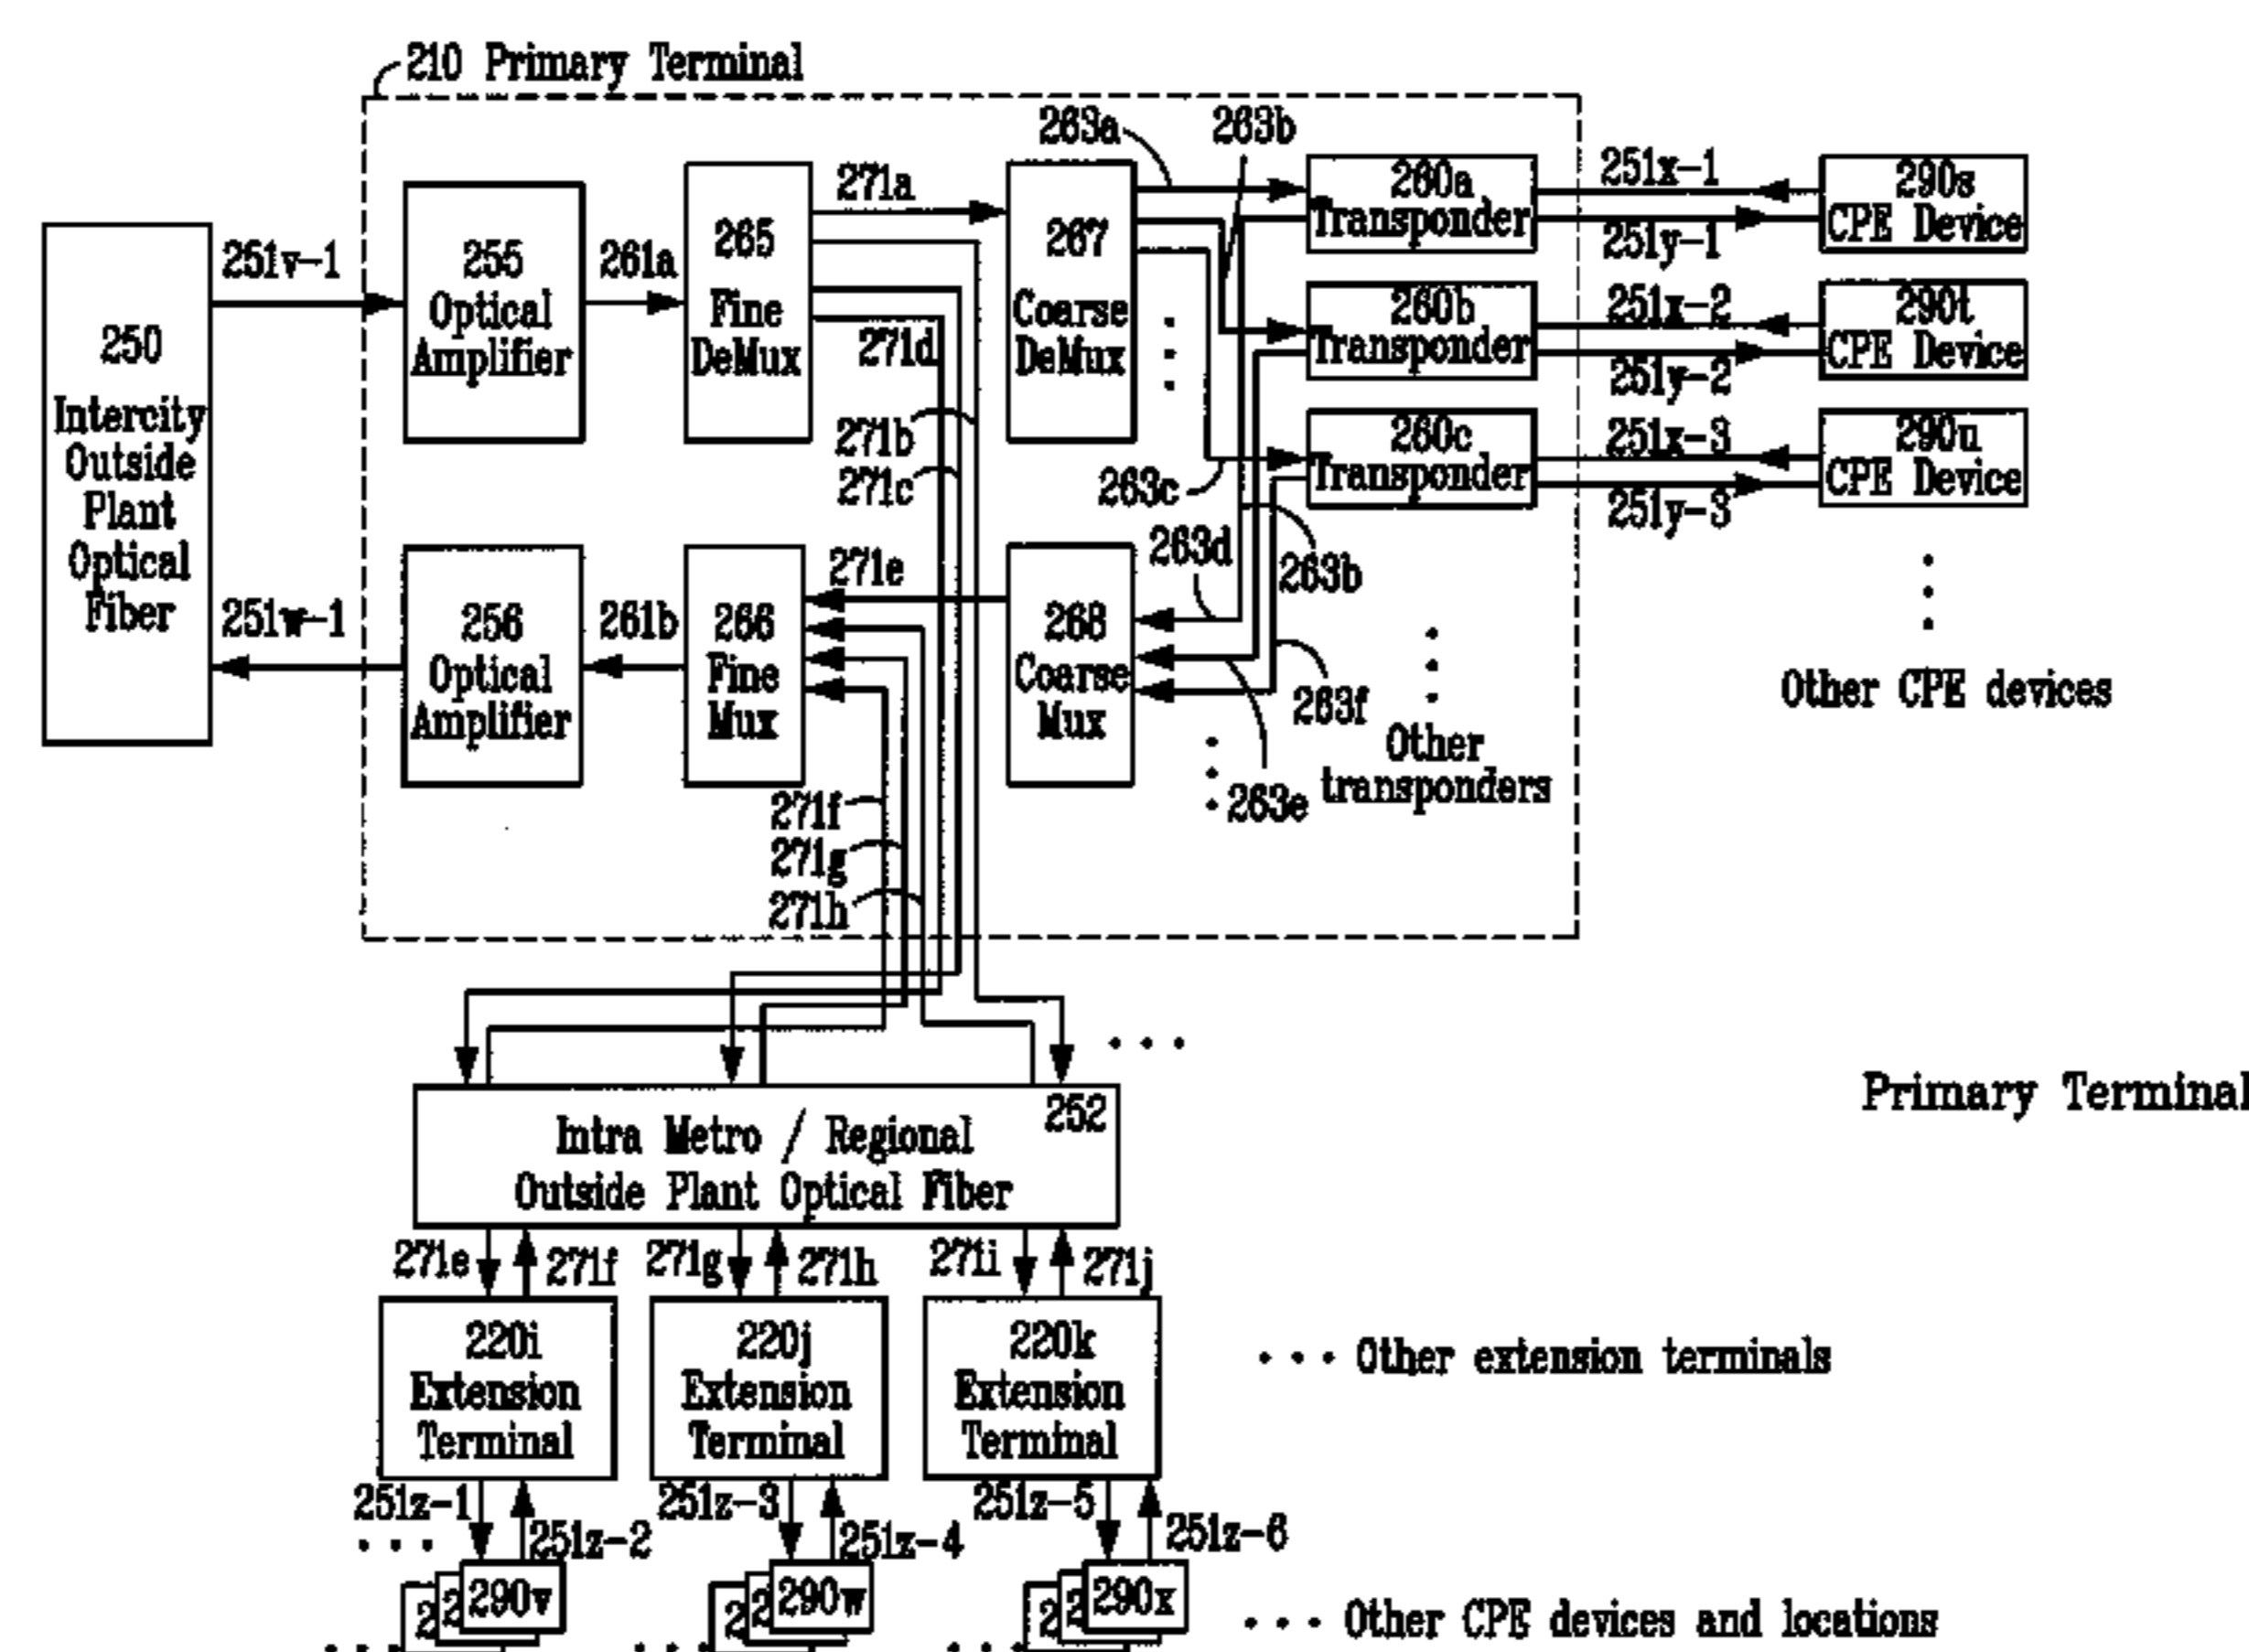 210 Primary Terminal
263a
263b
271a
251v-1
261a
250
Intercity
Outside
Plant
Optical
Fiber
255
Optical
Amplifier
265
Fine
DeMux
267
Coarse
DeMux
260a
Transponder
251x-1
251y-1
290s
CPE Device
260b
Transponder
251x-2
251y-2
290t
CPE Device
260c
Transponder
251x-3
251y-3
290u
CPE Device
271d
271b
271c
263c
263d
263b
271e
251w-1
256
Optical
Amplifier
261b
266
Fine
Mux
268
Coarse
Mux
263f
263e
Other
transponders
Other CPE devices
271f
271g
271h
252
Intra Metro / Regional
Outside Plant Optical Fiber
Primary Terminal
271e
271f
271g
271h
271i
271j
220i
Extension
Terminal
220j
Extension
Terminal
220k
Extension
Terminal
Other extension terminals
251z-1
251z-2
251z-3
251z-4
251z-5
251z-6
2
2
290v
2
2
290w
2
2
290x
Other CPE devices and locations